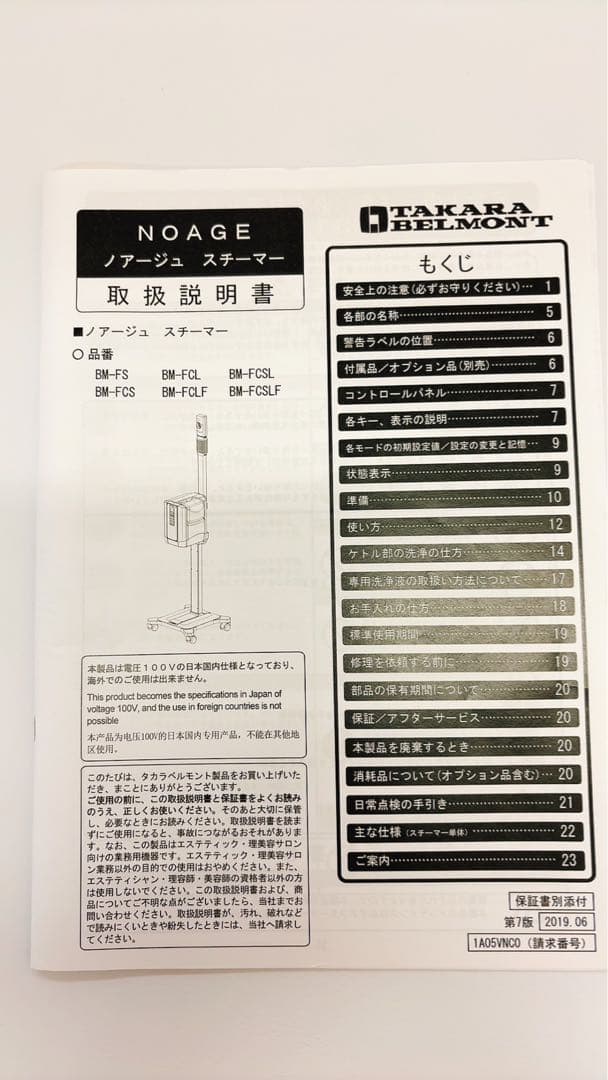 NOAGE
ノアージュ スチーマー
取扱説明書
■ノアージュ スチーマー
○品番
BM-FS BM-FCL BM-FCSL
BM-FCS BM-FCLF BM-FCSLF
本製品は電圧１００Ｖの日本国内仕様となっており、
海外でのご使用は出来ません。
This product becomes the specifications in Japan of
voltage 100V, and the use in foreign countries is not
possible
本产品为电压100V的日本国内专用产品，不能在其他地
区使用。
このたびは、タカラベルモント製品をお買い上げいた
だき、まことにありがとうございます。
ご使用の前に、この取扱説明書と保証書をよくお読み
のうえ、正しくお使いください。そのあと大切に保管
し、必要なときにお読みください。取扱説明書を読ま
ずにご使用になると、事故につながるおそれがありま
す。なお、この製品はエステティック・理美容サロン
向けの業務用機器です。エステティック・理美容サロ
ン業務以外の目的での使用はおやめください。また、
エステティシャン・理容師・美容師の資格者以外の方
は使用しないでください。この取扱説明書および、商
品についてご不明な点がございましたら、当社までお
問い合わせください。取扱説明書が、汚れ、破れなど
で読みにくいときや紛失したときには、当社へ請求し
てください。
TAKARA
BELMONT
もくじ
安全上の注意(必ずお守りください)… 1
各部の名称………………………… 5
警告ラベルの位置………………… 6
付属品／オプション品(別売)……… 6
コントロールパネル……………… 7
各キー、表示の説明……………… 7
各モードの初期設定値／設定の変更と記憶… 9
状態表示…………………………… 9
準備………………………………… 10
使い方……………………………… 12
ケトル部の洗浄の仕方…………… 14
専用洗浄液の取扱い方法について… 17
お手入れの仕方…………………… 18
標準使用期間……………………… 19
修理を依頼する前に……………… 19
部品の保有期間について………… 20
保証／アフターサービス………… 20
本製品を廃棄するとき…………… 20
消耗品について(オプション品含む)… 20
日常点検の手引き………………… 21
主な仕様 (スチーマー単体)……… 22
ご案内……………………………… 23
保証書別添付
第7版 2019.06
1A05VNC0 (請求番号)